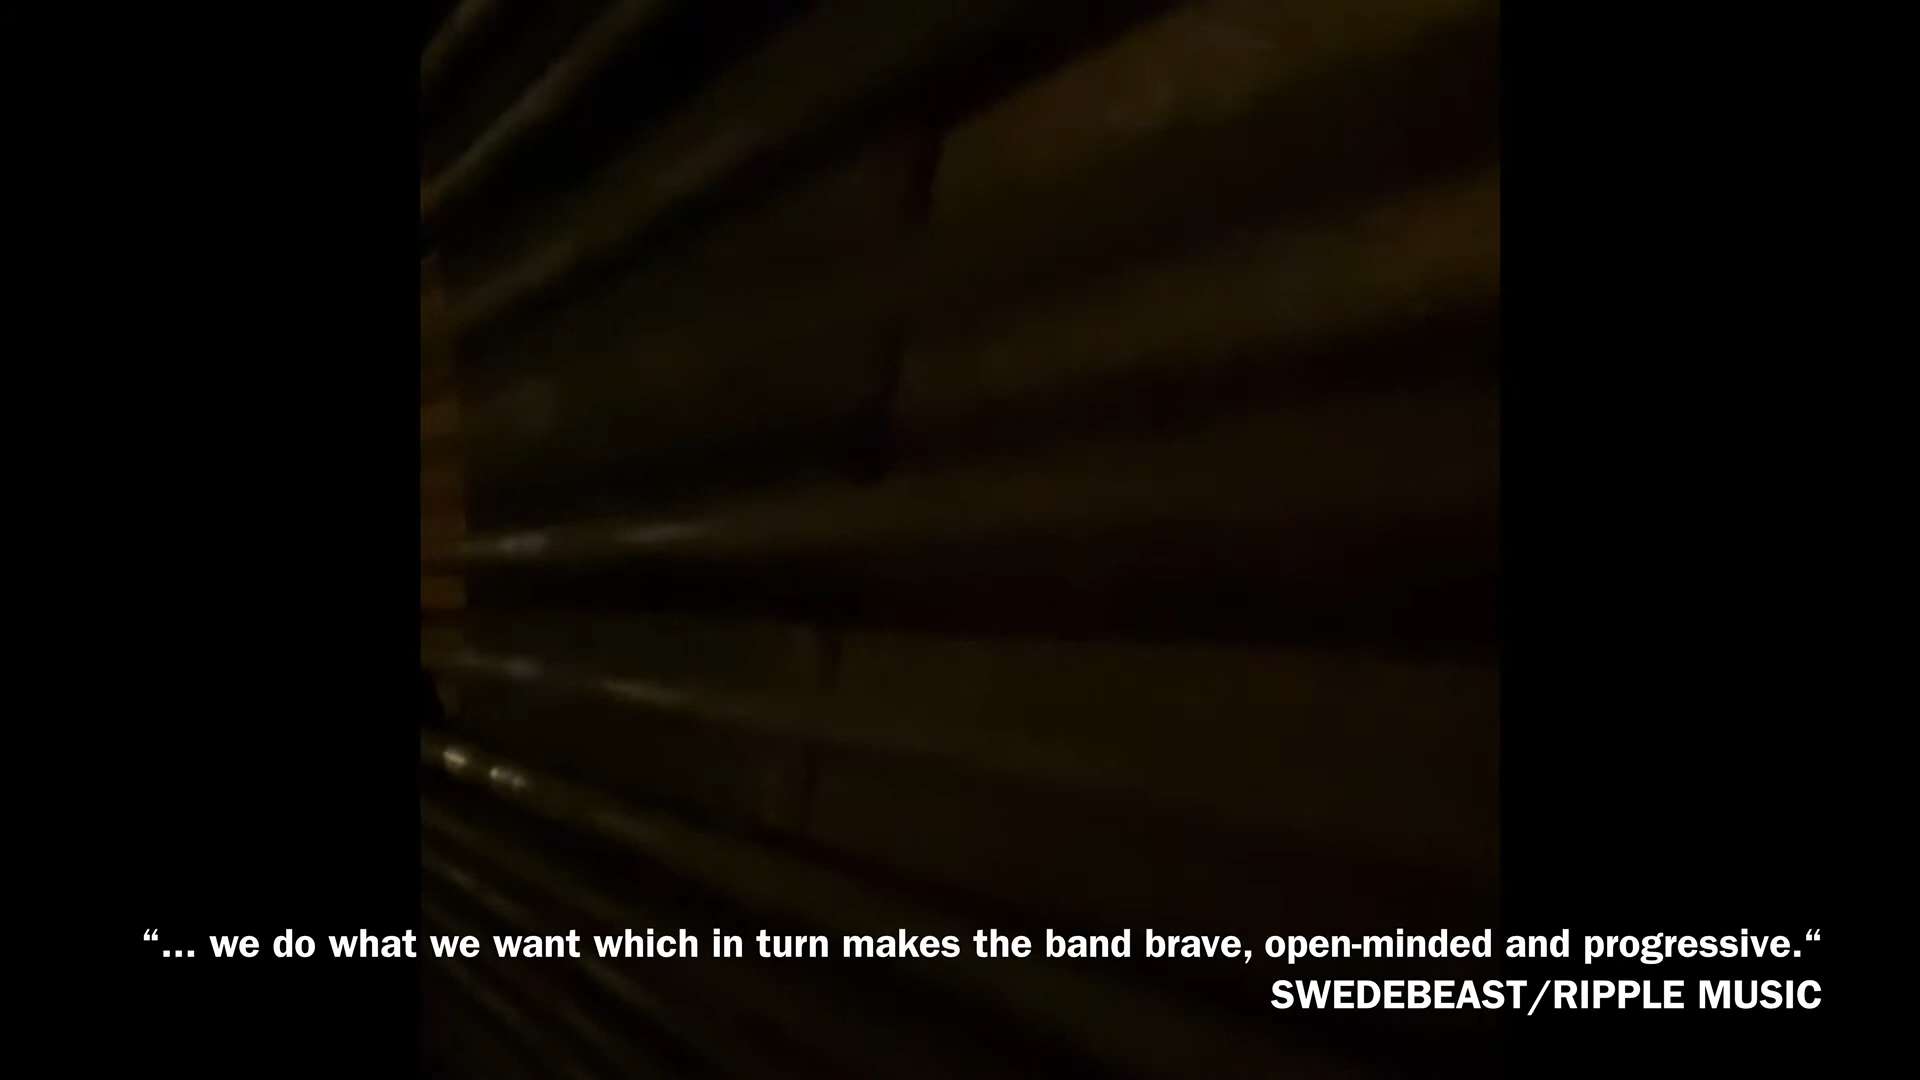 “... we do what we want which in turn makes the band brave, open-minded and progressive.“
SWEDEBEAST/RIPPLE MUSIC